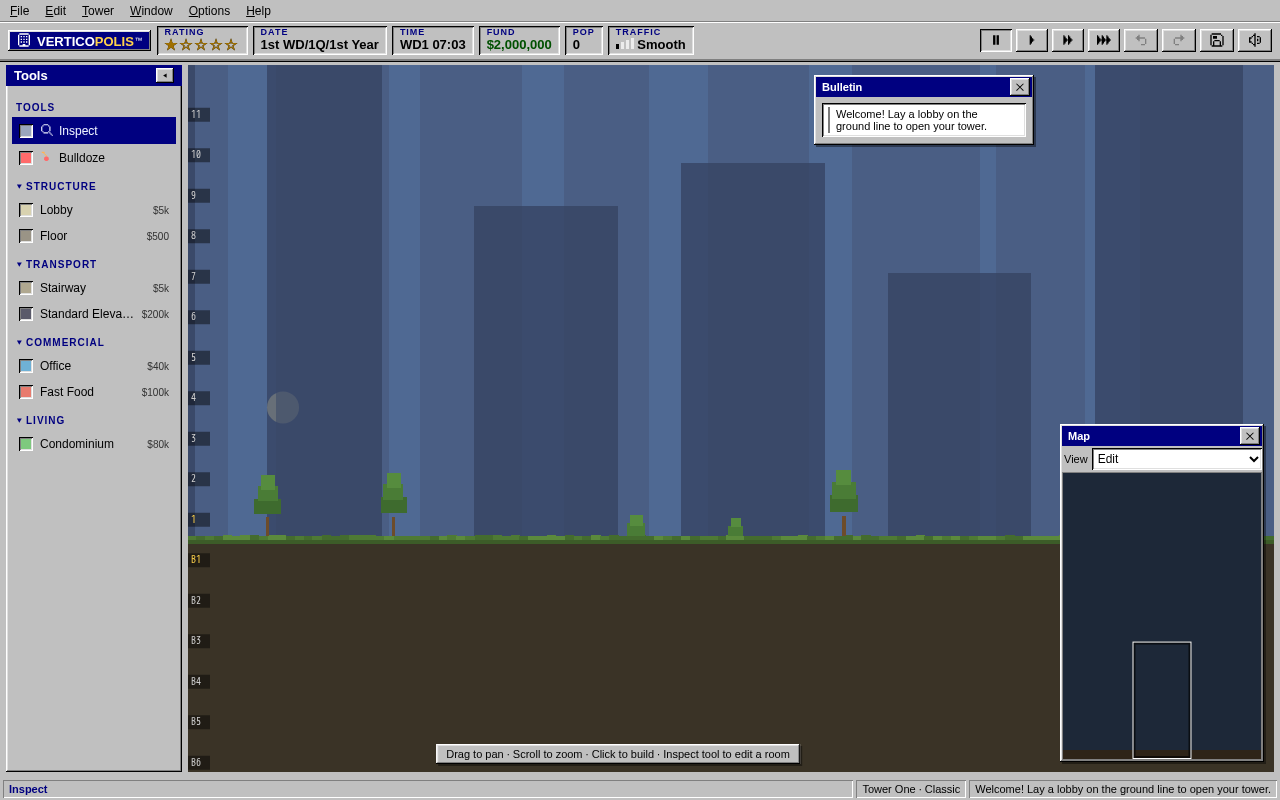 File Edit Tower Window Options Help
VERTICOPOLIS™
RATING
DATE
1st WD/1Q/1st Year
TIME
WD1 07:03
FUND
$2,000,000
POP
0
TRAFFIC
Smooth
Tools
TOOLS
Inspect
Bulldoze
STRUCTURE
Lobby $5k
Floor $500
TRANSPORT
Stairway $5k
Standard Eleva... $200k
COMMERCIAL
Office $40k
Fast Food $100k
LIVING
Condominium $80k
11
10
9
8
7
6
5
4
3
2
1
B1
B2
B3
B4
B5
B6
Bulletin
Welcome! Lay a lobby on the
ground line to open your tower.
Map
View Edit
Drag to pan · Scroll to zoom · Click to build · Inspect tool to edit a room
Inspect
Tower One · Classic
Welcome! Lay a lobby on the ground line to open your tower.